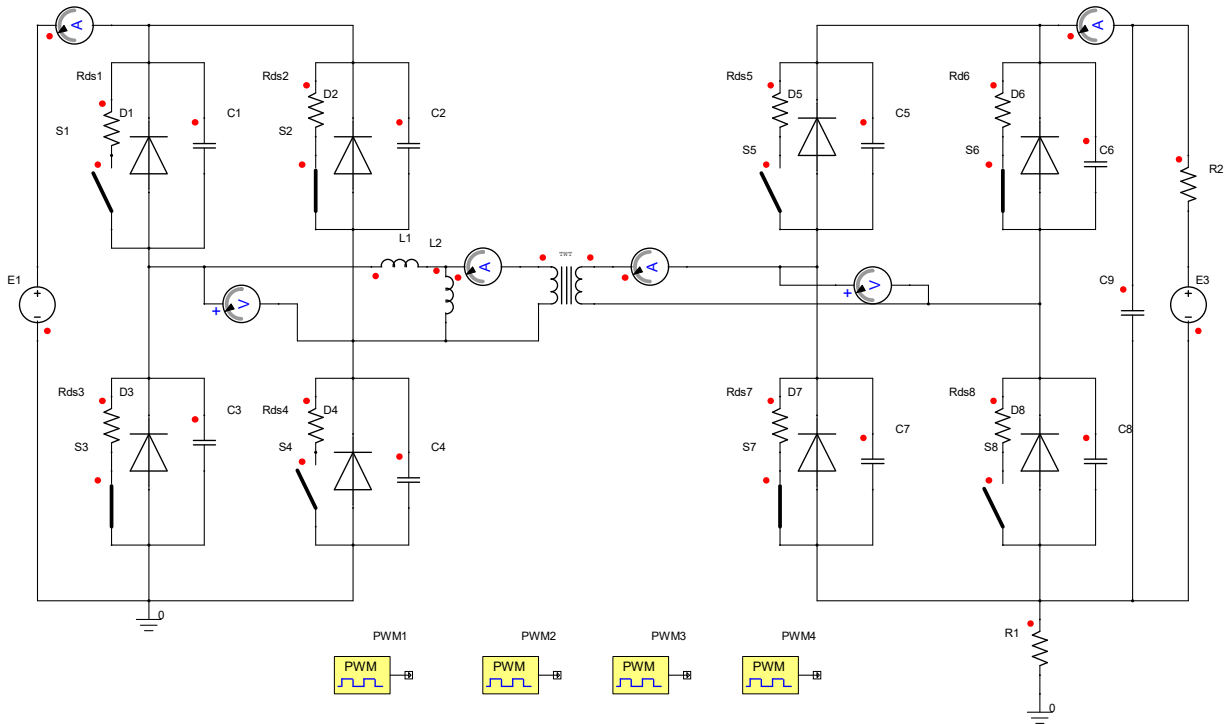 A
A
Rds1
D1
C1
S1
Rds2
D2
C2
S2
Rds5
D5
C5
S5
Rd6
D6
C6
S6
R2
L1
L2
A
TWT
A
E1
+
V
+
V
+
C9
E3
+
Rds3
D3
C3
S3
Rds4
D4
C4
S4
Rds7
D7
C7
S7
Rds8
D8
C8
S8
0
PWM1
PWM2
PWM3
PWM4
R1
PWM
PWM
PWM
PWM
0